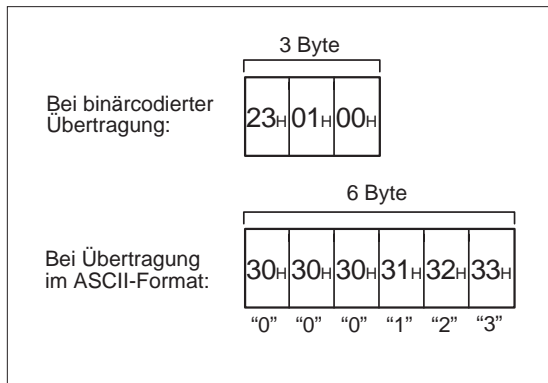 3 Byte
Bei binärcodierter
Übertragung:
23H 01H 00H
6 Byte
Bei Übertragung
im ASCII-Format:
30H 30H 30H 31H 32H 33H
“0” “0” “0” “1” “2” “3”